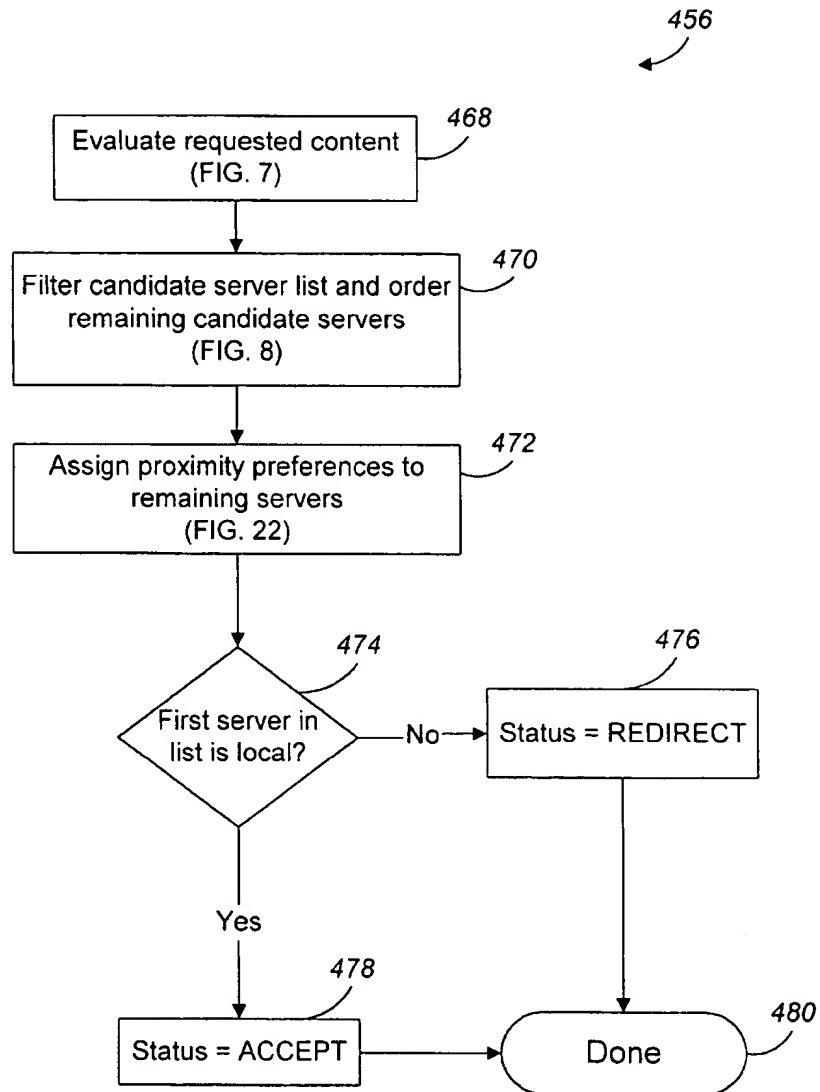 456
468
Evaluate requested content
(FIG. 7)
470
Filter candidate server list and order
remaining candidate servers
(FIG. 8)
472
Assign proximity preferences to
remaining servers
(FIG. 22)
474
First server in
list is local?
No
476
Status = REDIRECT
Yes
478
Status = ACCEPT
480
Done